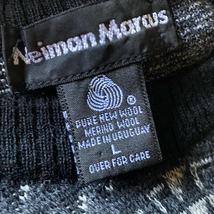 Neiman Marcus
®
PURE NEW WOOL
MERINO WOOL
MADE IN URUGUAY
L
OVER FOR CARE